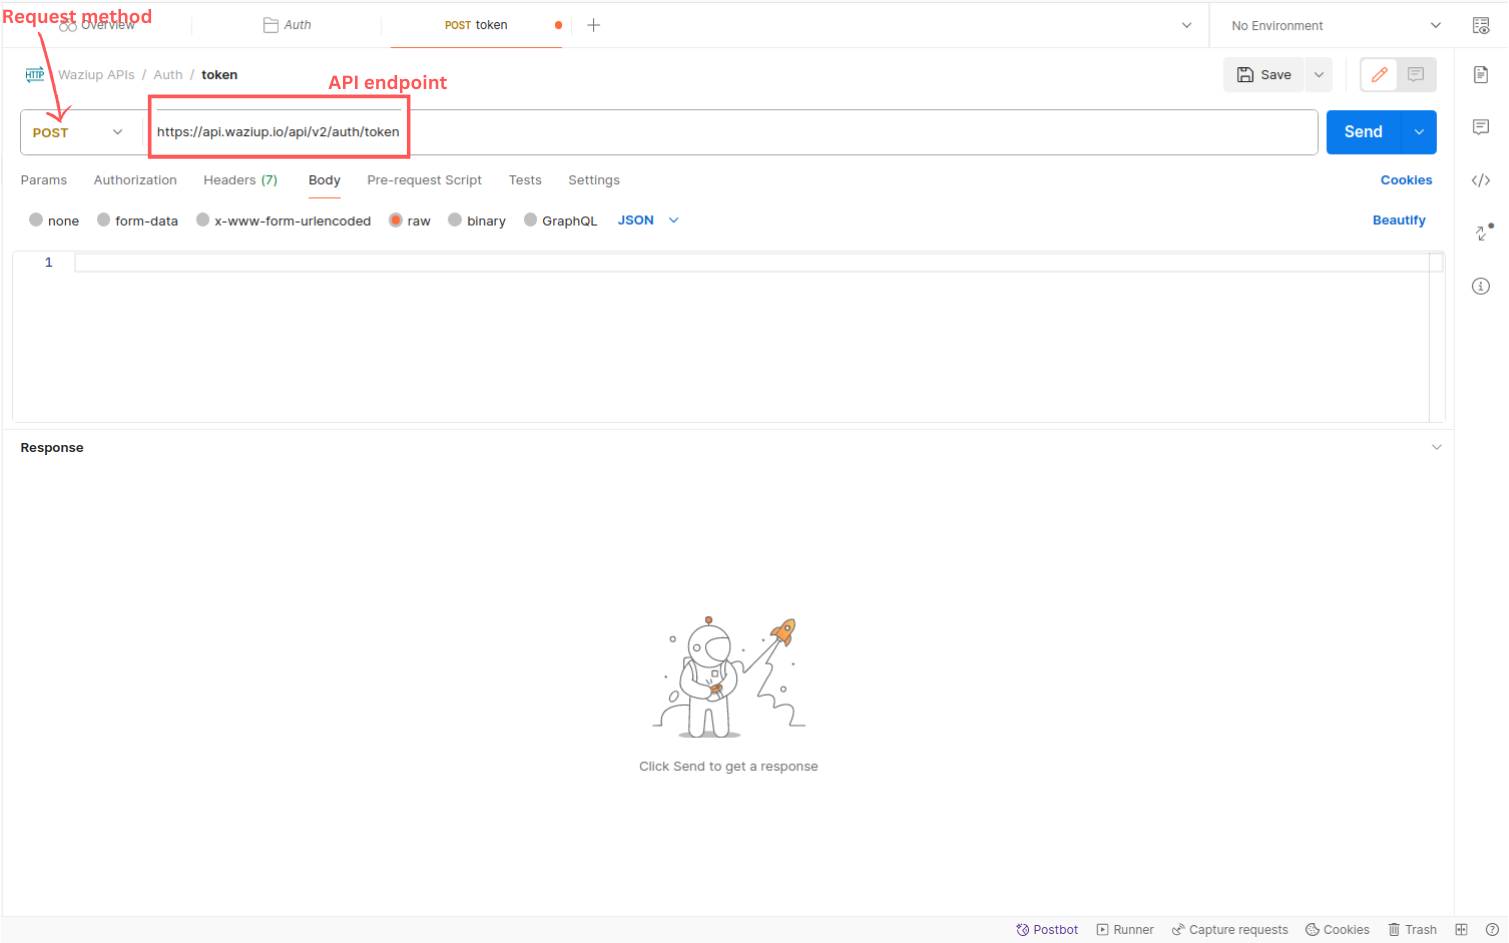 Request method
Overview
Auth
POST token
No Environment
HTTP
Waziup APIs / Auth / token
API endpoint
Save
POST
https://api.waziup.io/api/v2/auth/token
Send
Params Authorization Headers (7) Body Pre-request Script Tests Settings
Cookies
none form-data x-www-form-urlencoded raw binary GraphQL JSON
Beautify
1
Response
Click Send to get a response
Postbot Runner Capture requests Cookies Trash